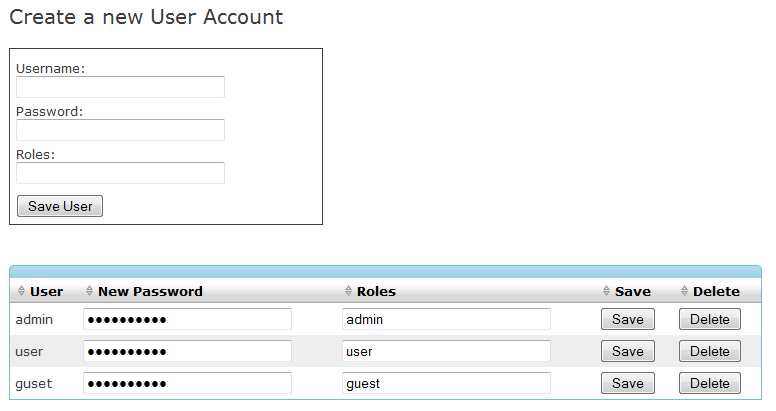 Create a new User Account
Username:
Password:
Roles:
Save User
User New Password Roles Save Delete
admin •••••••••• admin Save Delete
user •••••••••• user Save Delete
guset •••••••••• guest Save Delete